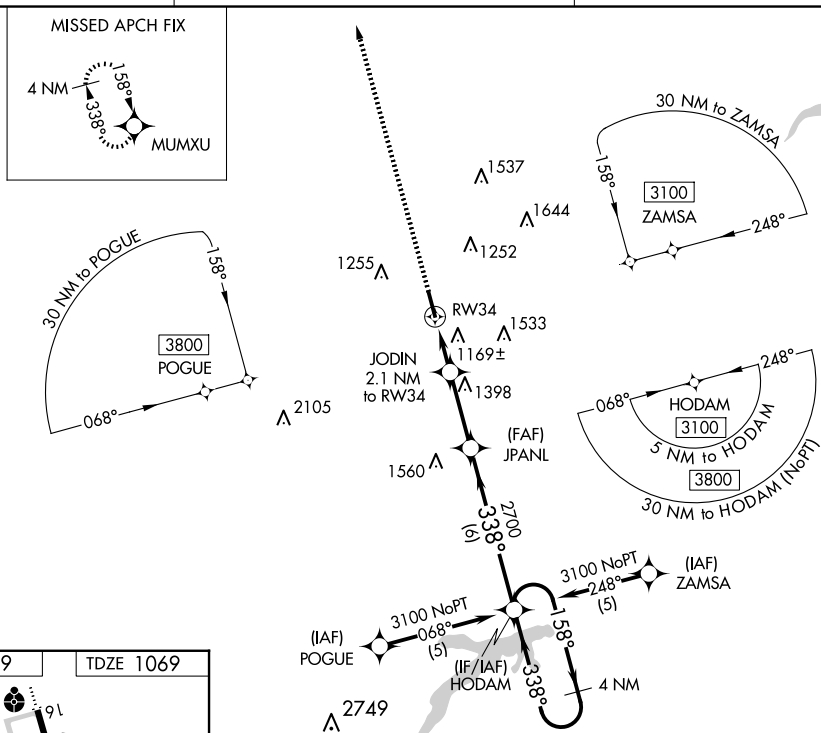 MISSED APCH FIX
4 NM
158°
338°
MUMXU
30 NM to ZAMSA
158°
3100
ZAMSA
248°
1537
1644
1252
1255
30 NM to POGUE
158°
3800
POGUE
068°
RW34
1533
1169±
JODIN
2.1 NM
to RW34
1398
2105
(FAF)
JPANL
1560
068°
248°
HODAM
3100
5 NM to HODAM
3800
30 NM to HODAM (NoPT)
2700
338°
(6)
3100 NoPT
248°
(5)
(IAF)
ZAMSA
3100 NoPT
068°
(5)
(IAF)
POGUE
(IF/IAF)
HODAM
158°
338°
4 NM
2749
9
TDZE 1069
16